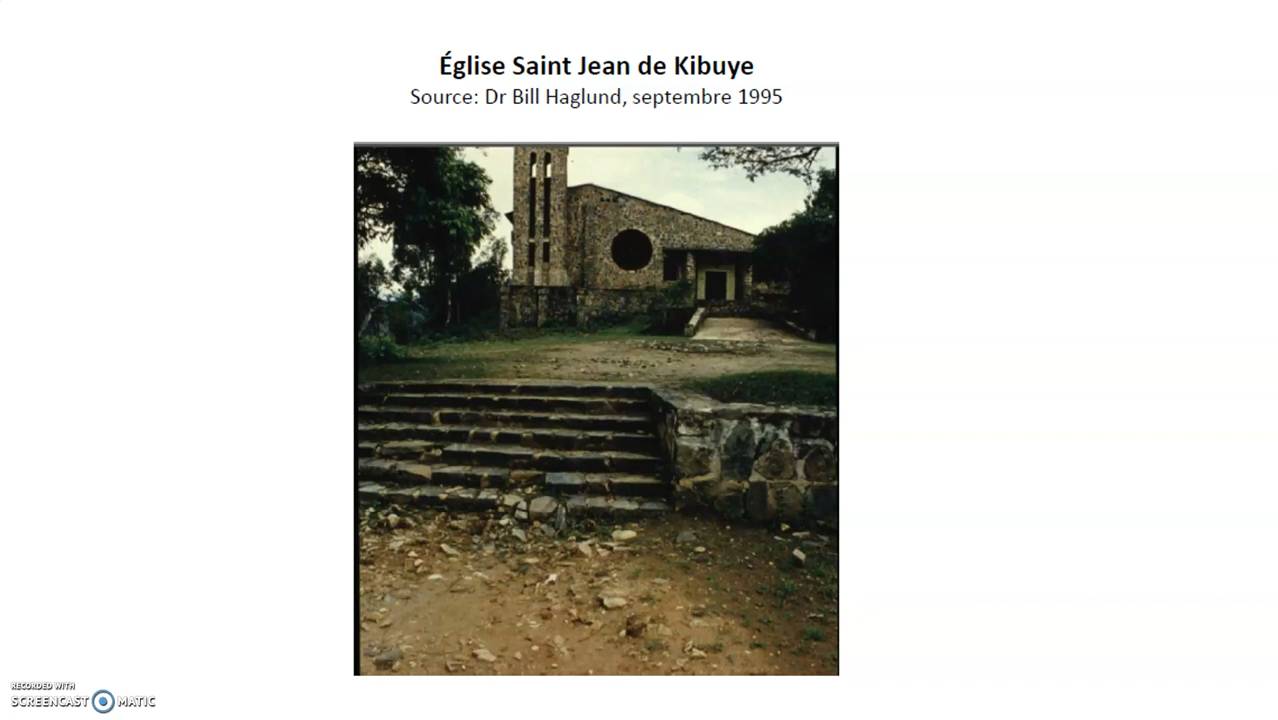 Église Saint Jean de Kibuye
Source: Dr Bill Haglund, septembre 1995
RECORDED WITH
SCREENCAST MATIC